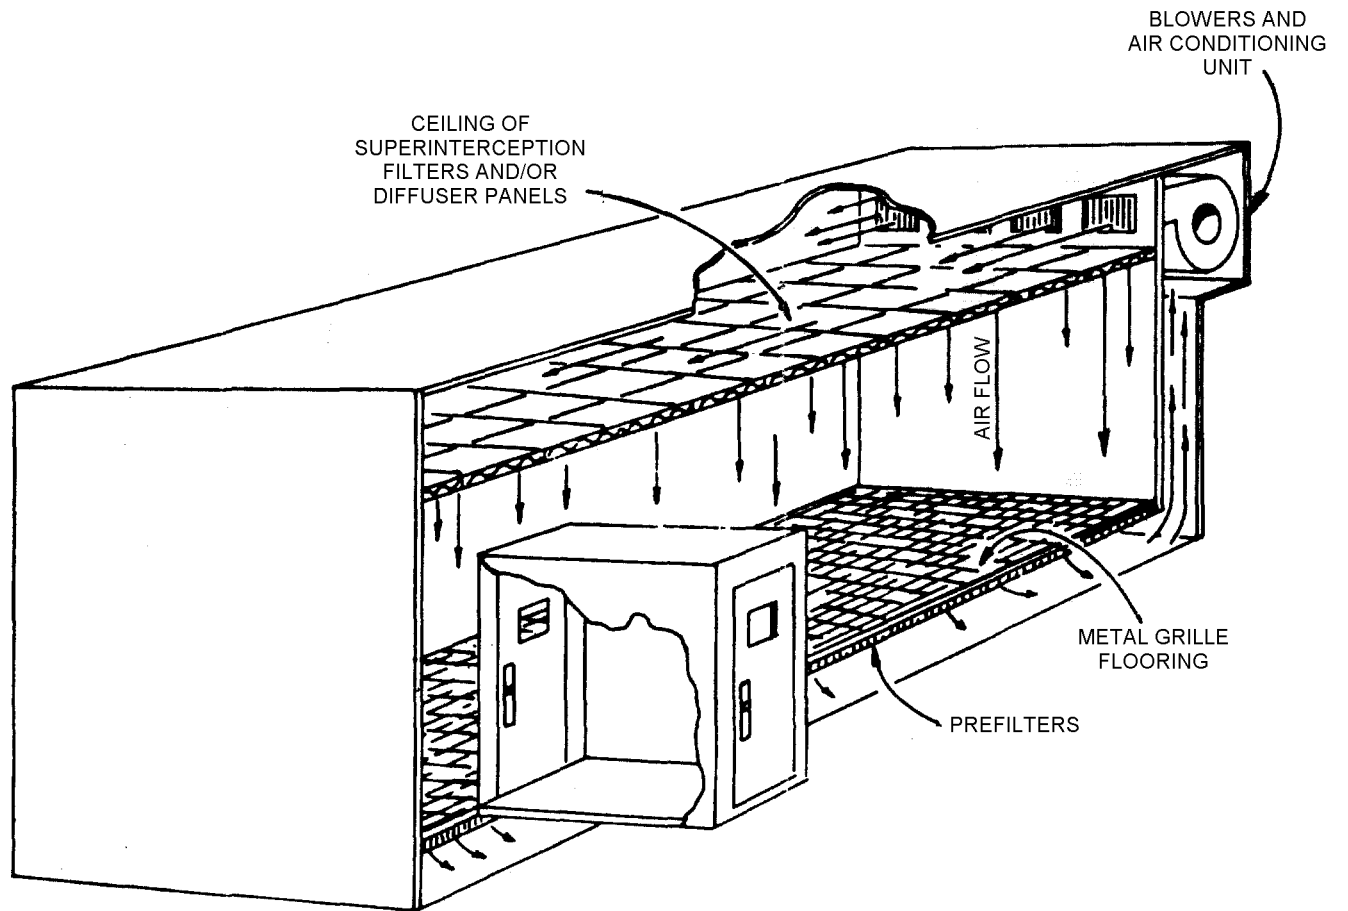 BLOWERS AND
AIR CONDITIONING
UNIT
CEILING OF
SUPERINTERCEPTION
FILTERS AND/OR
DIFFUSER PANELS
AIR FLOW
METAL GRILLE
FLOORING
PREFILTERS